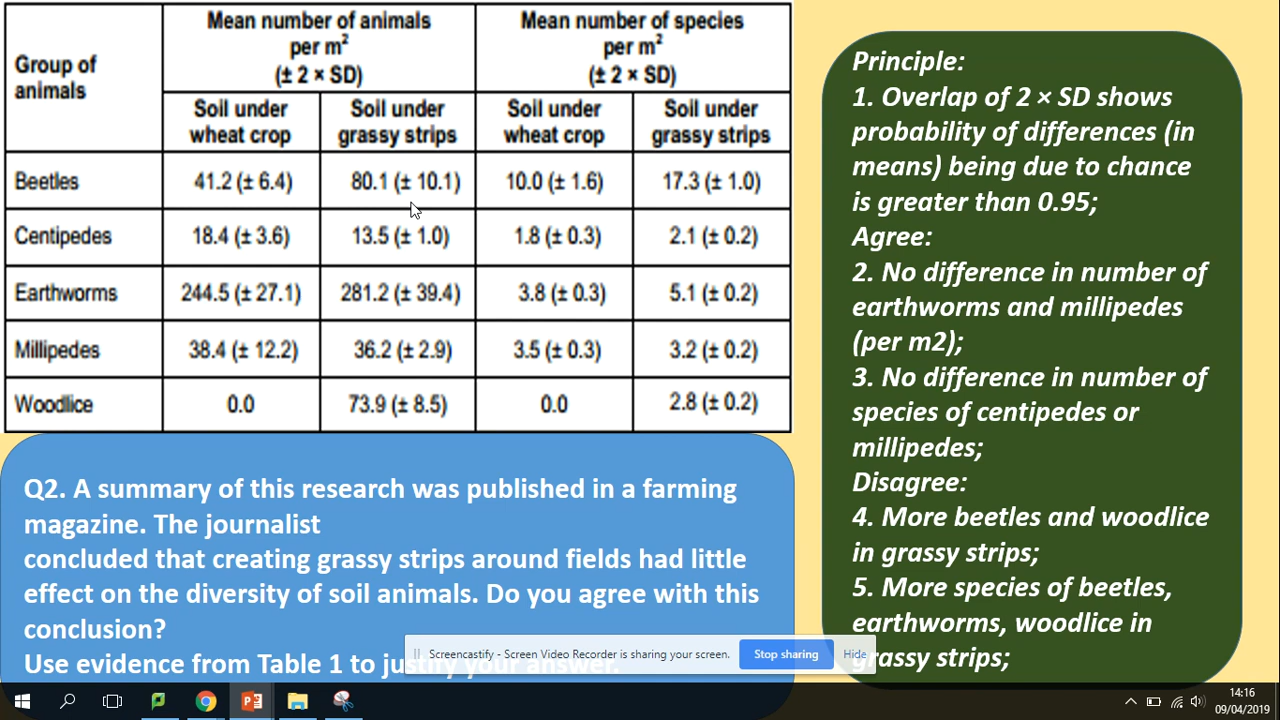 Group of animals
Mean number of animals per m² (± 2 × SD)
Mean number of species per m² (± 2 × SD)
Soil under wheat crop
Soil under grassy strips
Soil under wheat crop
Soil under grassy strips
Beetles 41.2 (± 6.4) 80.1 (± 10.1) 10.0 (± 1.6) 17.3 (± 1.0)
Centipedes 18.4 (± 3.6) 13.5 (± 1.0) 1.8 (± 0.3) 2.1 (± 0.2)
Earthworms 244.5 (± 27.1) 281.2 (± 39.4) 3.8 (± 0.3) 5.1 (± 0.2)
Millipedes 38.4 (± 12.2) 36.2 (± 2.9) 3.5 (± 0.3) 3.2 (± 0.2)
Woodlice 0.0 73.9 (± 8.5) 0.0 2.8 (± 0.2)
Q2. A summary of this research was published in a farming
magazine. The journalist
concluded that creating grassy strips around fields had little
effect on the diversity of soil animals. Do you agree with this
conclusion?
Use evidence from Table 1 to justify your answer.
Principle:
1. Overlap of 2 × SD shows
probability of differences (in
means) being due to chance
is greater than 0.95;
Agree:
2. No difference in number of
earthworms and millipedes
(per m2);
3. No difference in number of
species of centipedes or
millipedes;
Disagree:
4. More beetles and woodlice
in grassy strips;
5. More species of beetles,
earthworms, woodlice in
grassy strips;
Screencastify - Screen Video Recorder is sharing your screen.
Stop sharing
Hide
14:16
09/04/2019